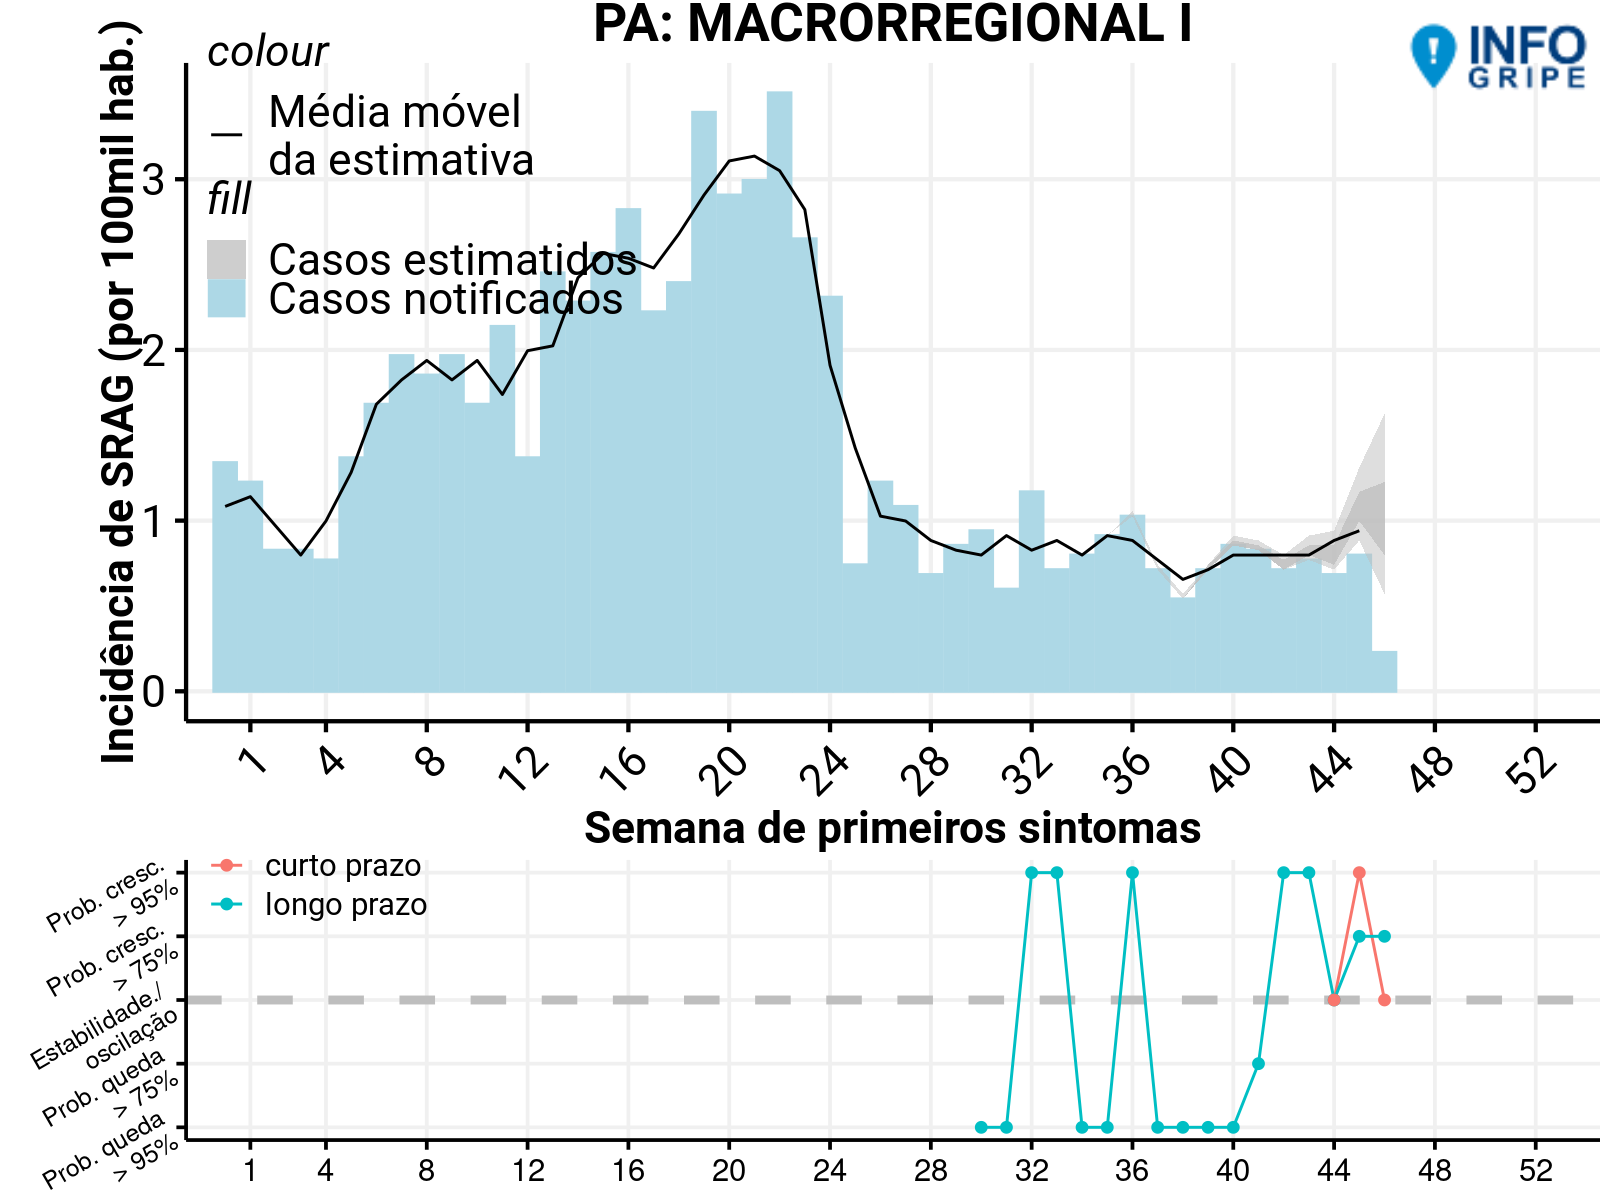 PA: MACRORREGIONAL I
INFO
GRIPE
colour
Média móvel
da estimativa
fill
Casos estimatidos
Casos notificados
Incidência de SRAG (por 100mil hab.)
3
2
1
0
1 4 8 12 16 20 24 28 32 36 40 44 48 52
Semana de primeiros sintomas
curto prazo
longo prazo
Prob. cresc.
> 95%
Prob. cresc.
> 75%
Estabilidade./
oscilação
Prob. queda
> 75%
Prob. queda
> 95%
1 4 8 12 16 20 24 28 32 36 40 44 48 52